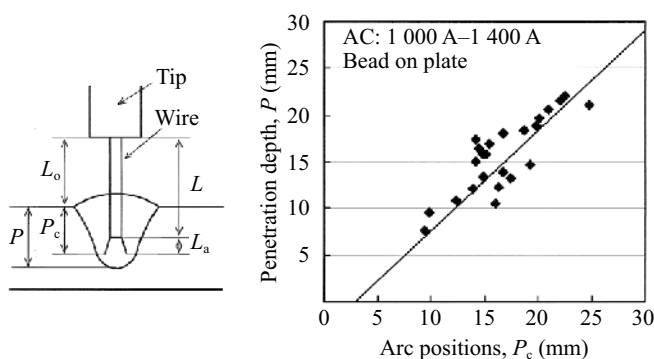 Tip
Wire
L_o
L
P
P_c
L_a
AC: 1 000 A–1 400 A
Bead on plate
Penetration depth, P (mm)
30
25
20
15
10
5
0
5
10
15
20
25
30
Arc positions, P_c (mm)